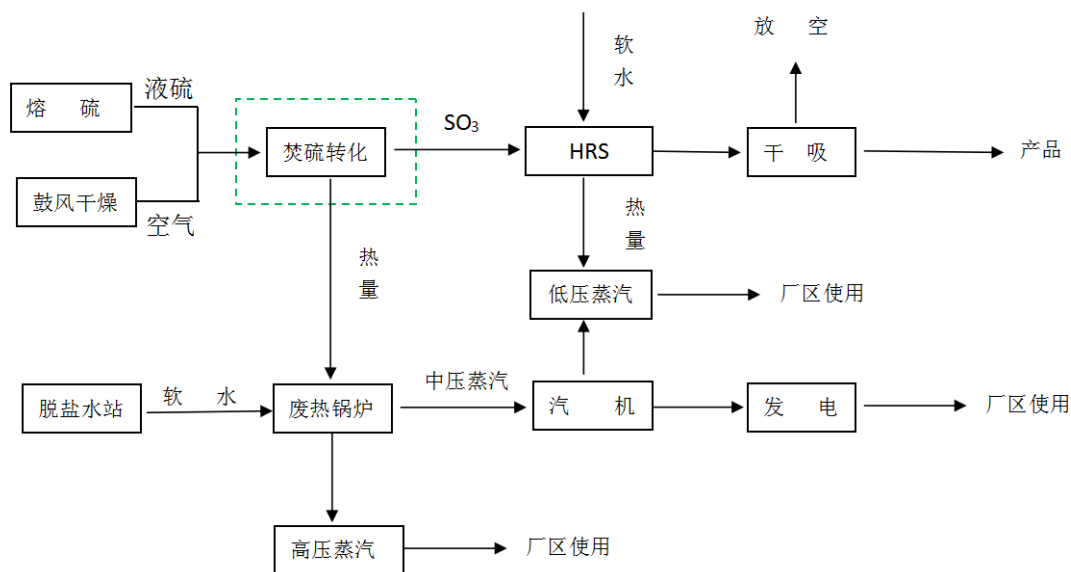 放 空
软
水
液硫
熔 硫
SO₃
焚硫转化
HRS
干 吸
产品
鼓风干燥
空气
热
量
热
量
低压蒸汽
厂区使用
中压蒸汽
脱盐水站
软 水
废热锅炉
汽 机
发 电
厂区使用
高压蒸汽
厂区使用